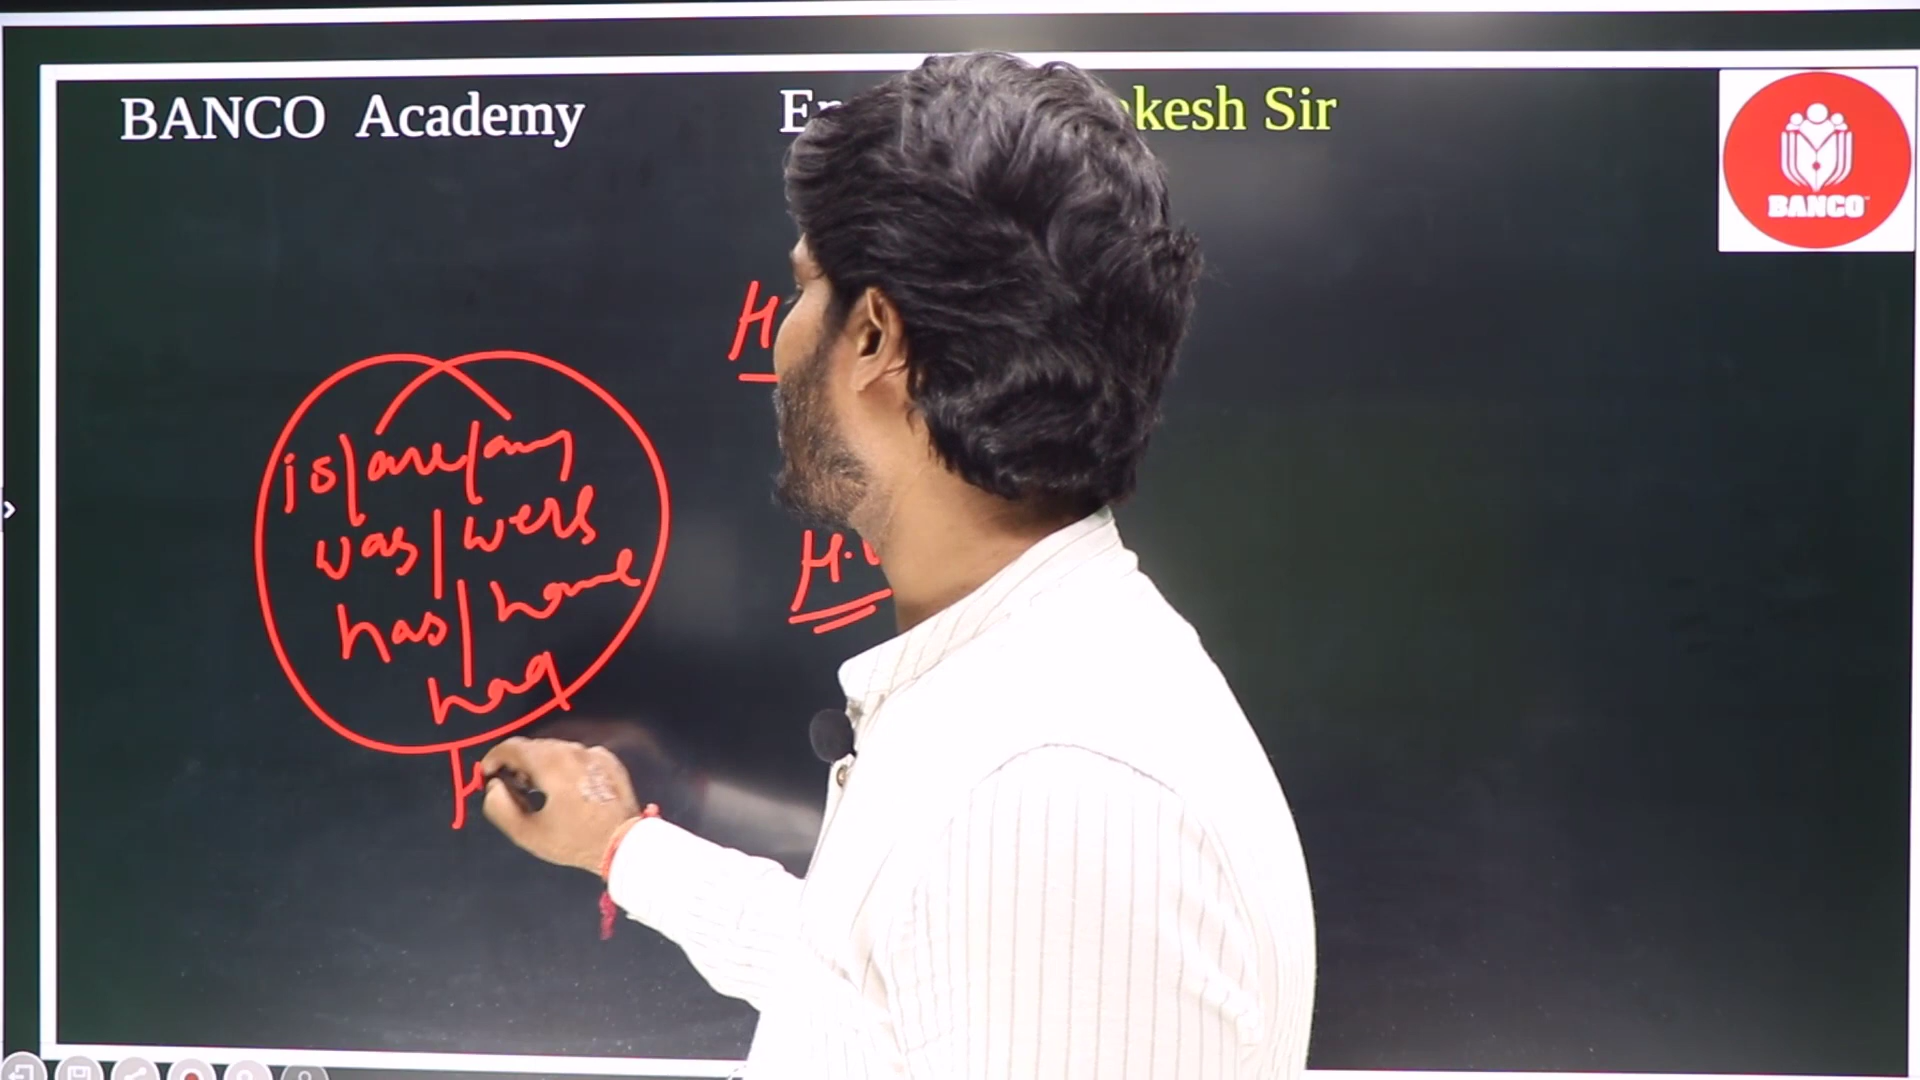 BANCO Academy
kesh Sir
BANCO
is/are/am
was/were
has/have
had
H.